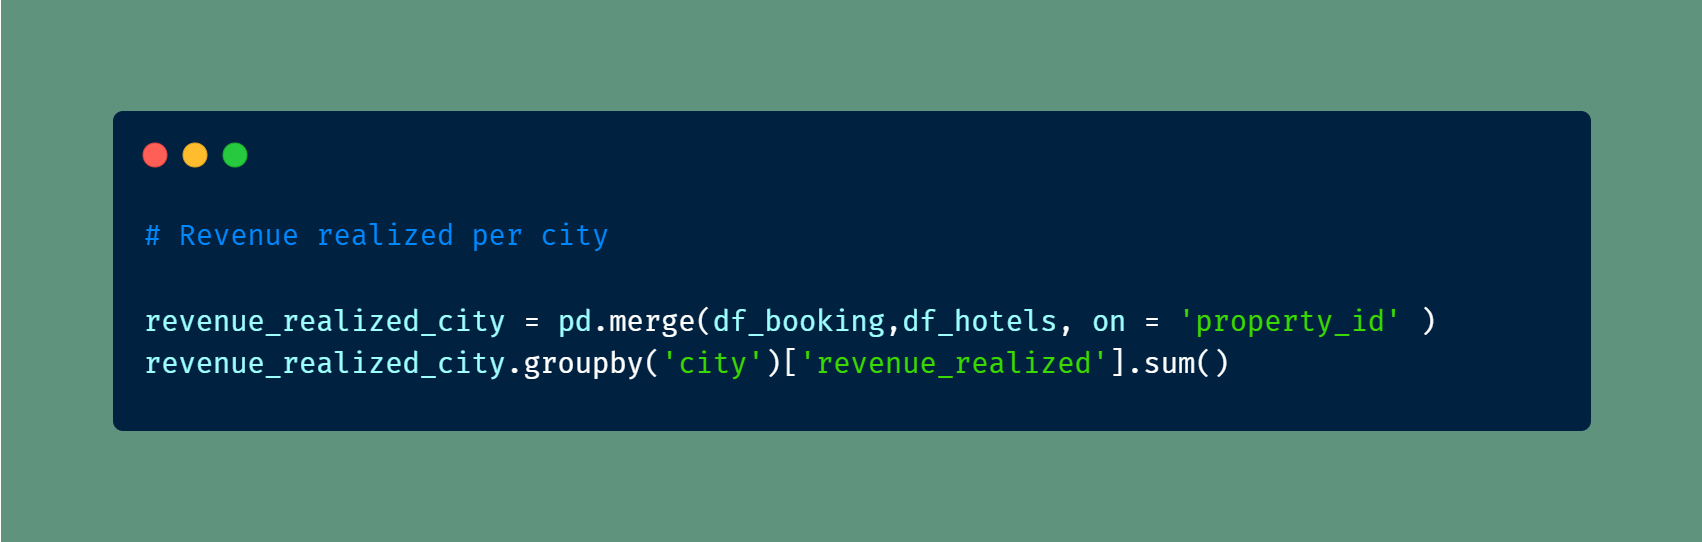 # Revenue realized per city
revenue_realized_city = pd.merge(df_booking,df_hotels, on = 'property_id' )
revenue_realized_city.groupby('city')['revenue_realized'].sum()